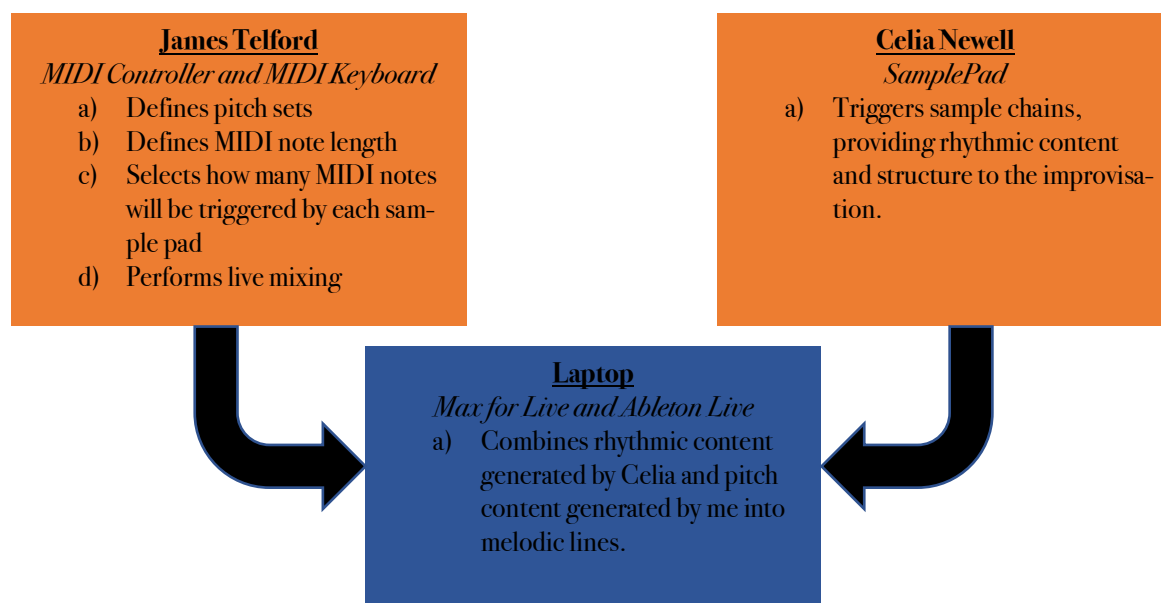 James Telford
MIDI Controller and MIDI Keyboard
a) Defines pitch sets
b) Defines MIDI note length
c) Selects how many MIDI notes
will be triggered by each sam-
ple pad
d) Performs live mixing
Celia Newell
SamplePad
a) Triggers sample chains,
providing rhythmic content
and structure to the improvisa-
tion.
Laptop
Max for Live and Ableton Live
a) Combines rhythmic content
generated by Celia and pitch
content generated by me into
melodic lines.